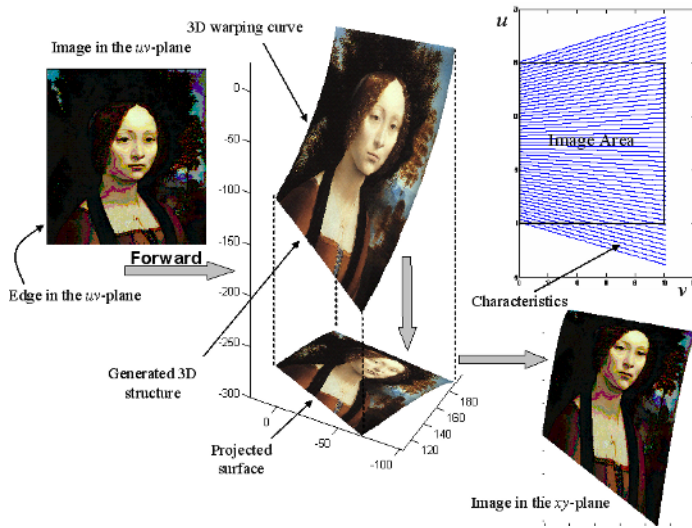 Image in the uv-plane
3D warping curve
u
Image Area
v
Characteristics
Forward
Edge in the uv-plane
Generated 3D
structure
Projected
surface
Image in the xy-plane
0
-50
-100
-150
-200
-250
-300
0
-50
-100
120
140
160
180